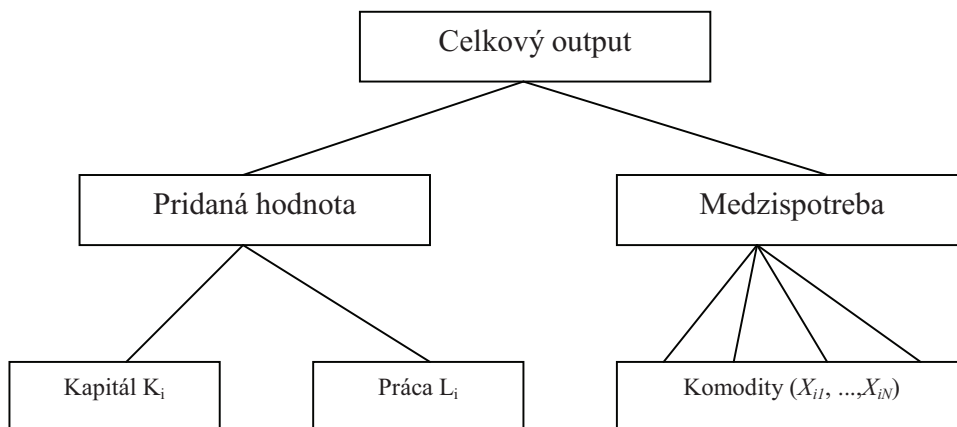 Celkový output
Pridaná hodnota
Medzispotreba
Kapitál Ki
Práca Li
Komodity (Xi1, ...,XiN)